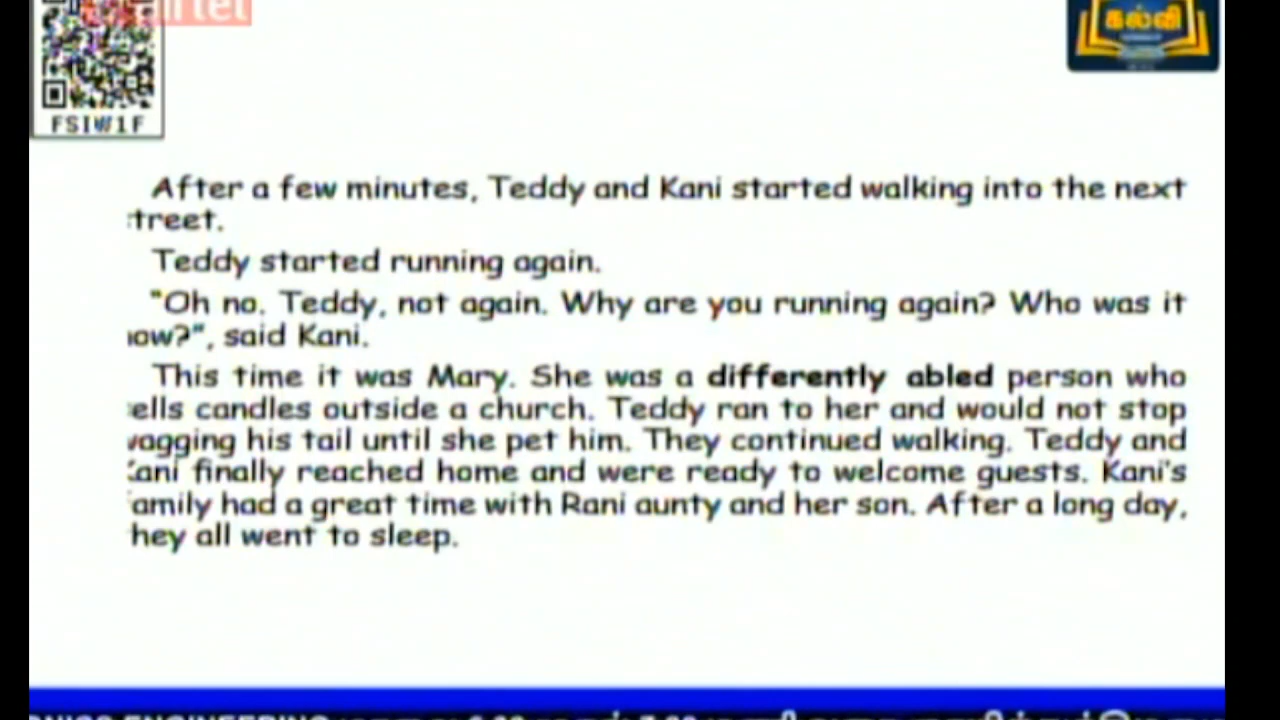 airtel
கல்வி
FSIW1F
After a few minutes, Teddy and Kani started walking into the next
treet.
Teddy started running again.
"Oh no. Teddy, not again. Why are you running again? Who was it
ow?", said Kani.
This time it was Mary. She was a differently abled person who
ells candles outside a church. Teddy ran to her and would not stop
agging his tail until she pet him. They continued walking. Teddy and
ani finally reached home and were ready to welcome guests. Kani's
amily had a great time with Rani aunty and her son. After a long day,
hey all went to sleep.
ENGINEERING